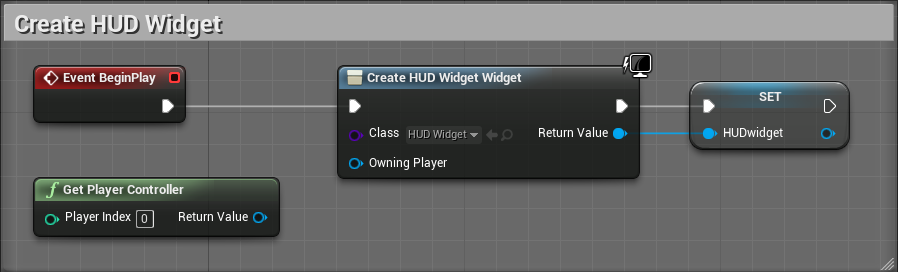 Create HUD Widget
Event BeginPlay
Create HUD Widget Widget
SET
Class HUD Widget Return Value
HUDwidget
Owning Player
f Get Player Controller
Player Index 0 Return Value